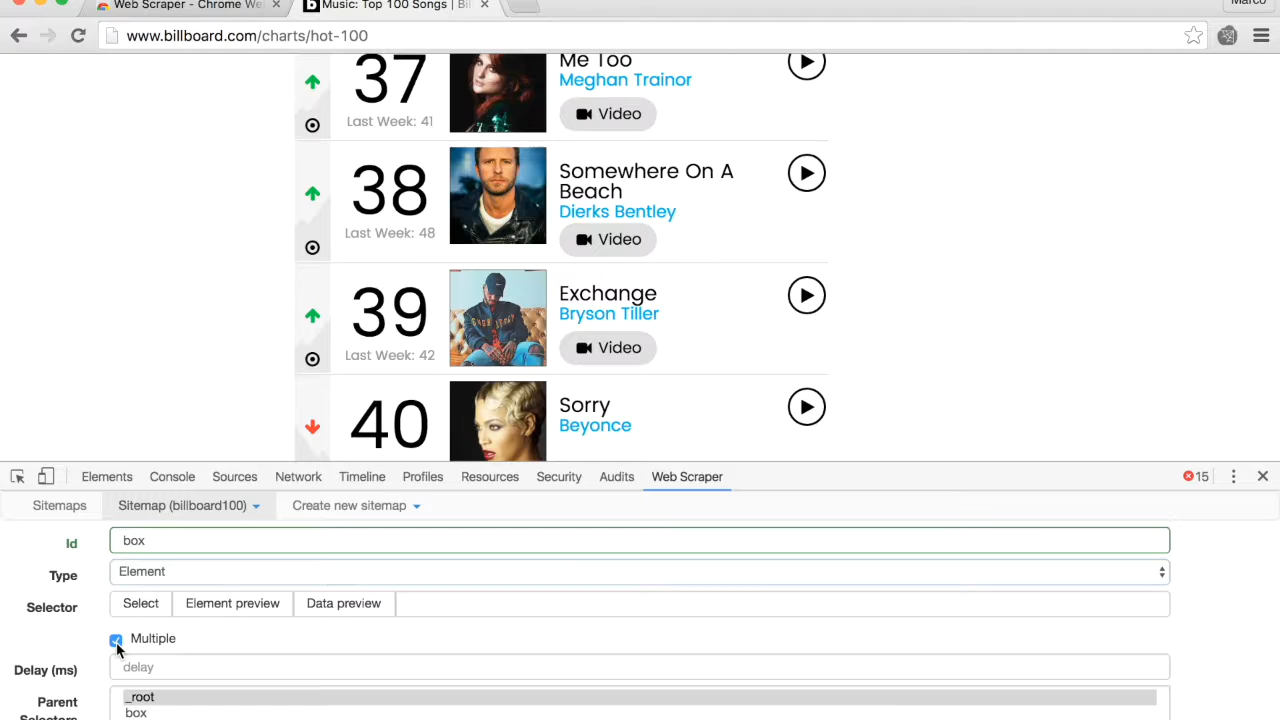 Web Scraper - Chrome We
Music: Top 100 Songs | Bil
Marco
www.billboard.com/charts/hot-100
37
Last Week: 41
Me Too
Meghan Trainor
Video
38
Last Week: 48
Somewhere On A
Beach
Dierks Bentley
Video
39
Last Week: 42
Exchange
Bryson Tiller
Video
40
Sorry
Beyonce
Elements Console Sources Network Timeline Profiles Resources Security Audits Web Scraper 15
Sitemaps Sitemap (billboard100) Create new sitemap
Id box
Type Element
Selector Select Element preview Data preview
Multiple
Delay (ms) delay
Parent _root
Selectors box